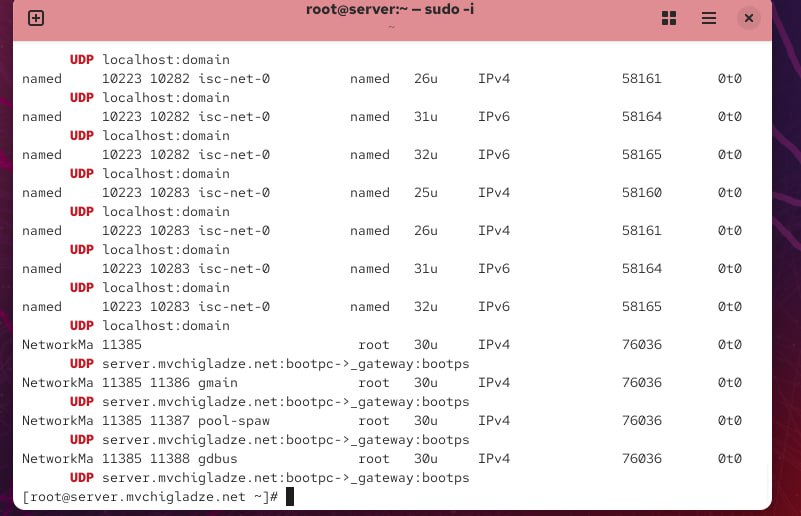 root@server:~ — sudo -i
~
UDP localhost:domain
named 10223 10282 isc-net-0 named 26u IPv4 58161 0t0
UDP localhost:domain
named 10223 10282 isc-net-0 named 31u IPv6 58164 0t0
UDP localhost:domain
named 10223 10282 isc-net-0 named 32u IPv6 58165 0t0
UDP localhost:domain
named 10223 10283 isc-net-0 named 25u IPv4 58160 0t0
UDP localhost:domain
named 10223 10283 isc-net-0 named 26u IPv4 58161 0t0
UDP localhost:domain
named 10223 10283 isc-net-0 named 31u IPv6 58164 0t0
UDP localhost:domain
named 10223 10283 isc-net-0 named 32u IPv6 58165 0t0
UDP localhost:domain
NetworkMa 11385 root 30u IPv4 76036 0t0
UDP server.mvchigladze.net:bootpc->_gateway:bootps
NetworkMa 11385 11386 gmain root 30u IPv4 76036 0t0
UDP server.mvchigladze.net:bootpc->_gateway:bootps
NetworkMa 11385 11387 pool-spaw root 30u IPv4 76036 0t0
UDP server.mvchigladze.net:bootpc->_gateway:bootps
NetworkMa 11385 11388 gdbus root 30u IPv4 76036 0t0
UDP server.mvchigladze.net:bootpc->_gateway:bootps
[root@server.mvchigladze.net ~]#